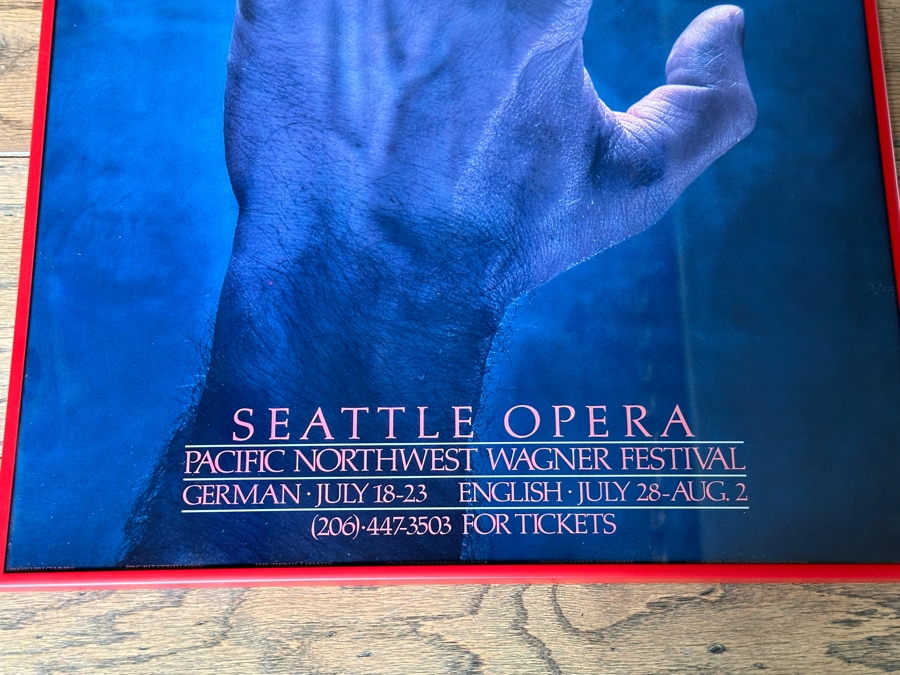 SEATTLE OPERA
PACIFIC NORTHWEST WAGNER FESTIVAL
GERMAN · JULY 18-23 ENGLISH · JULY 28-AUG. 2
(206)·447-3503 FOR TICKETS